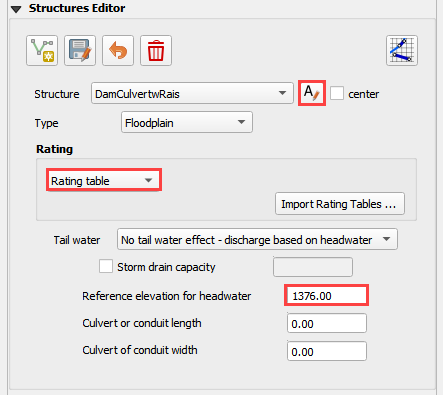 Structures Editor
Structure DamCulvertwRais A center
Type Floodplain
Rating
Rating table
Import Rating Tables ...
Tail water No tail water effect - discharge based on headwater
Storm drain capacity
Reference elevation for headwater 1376.00
Culvert or conduit length 0.00
Culvert of conduit width 0.00